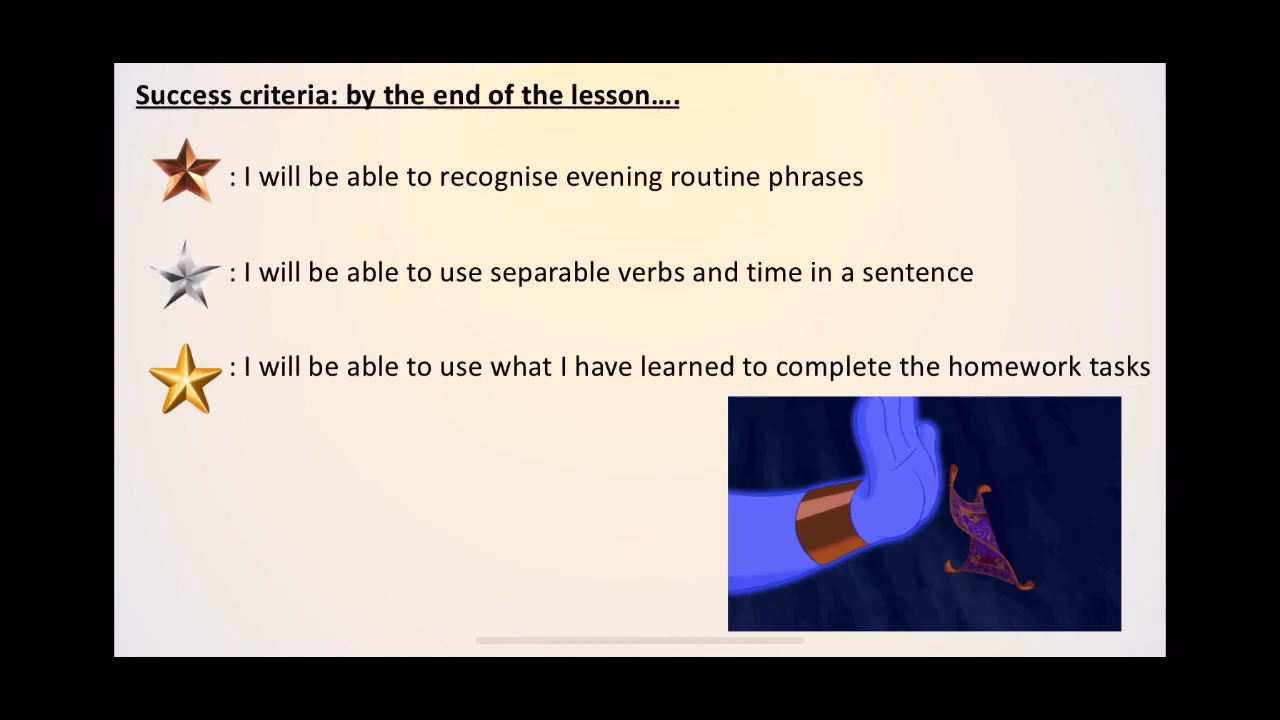 Success criteria: by the end of the lesson....
: I will be able to recognise evening routine phrases
: I will be able to use separable verbs and time in a sentence
: I will be able to use what I have learned to complete the homework tasks